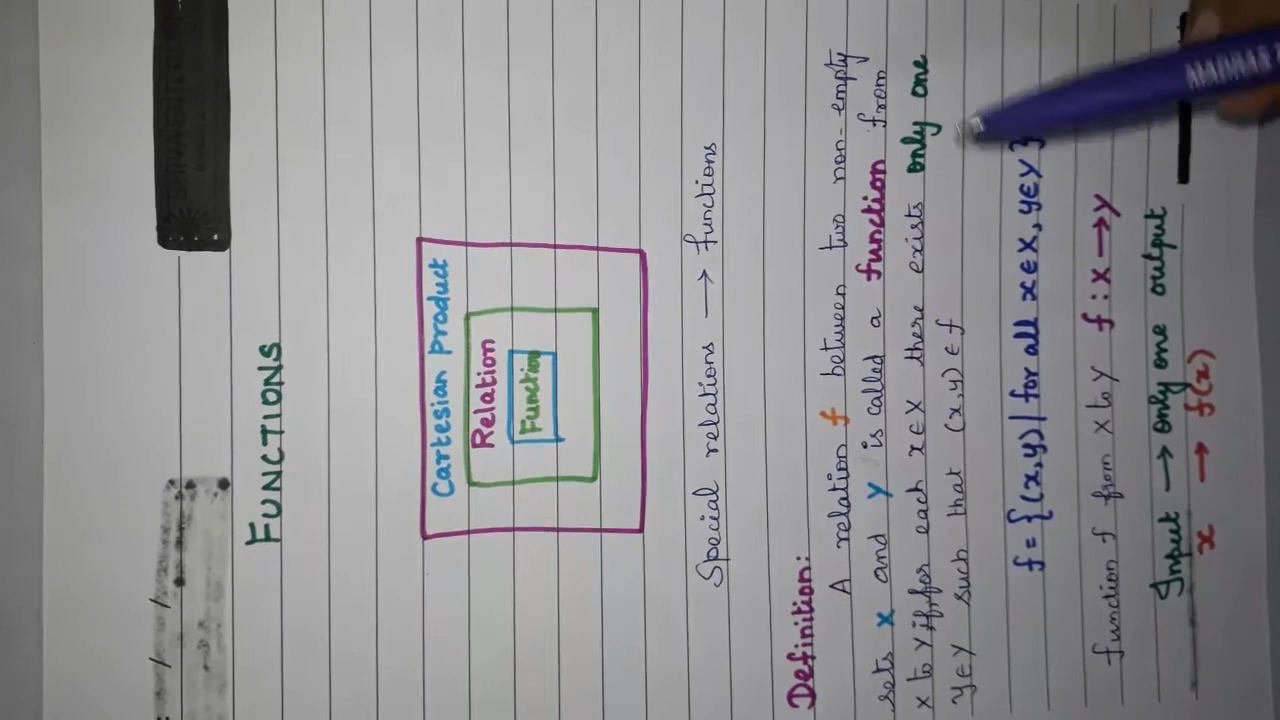 FUNCTIONS
Cartesian product
Relation
Function
Special relations → functions
Definition:
A relation f between two non-empty
sets X and Y is called a function from
X to Y if, for each x∈X there exists only one
y∈Y such that (x,y)∈f
f={(x,y)| for all x∈X, y∈Y}
function f from X to Y f:X→Y
Input → only one output
x → f(x)
MADRAS